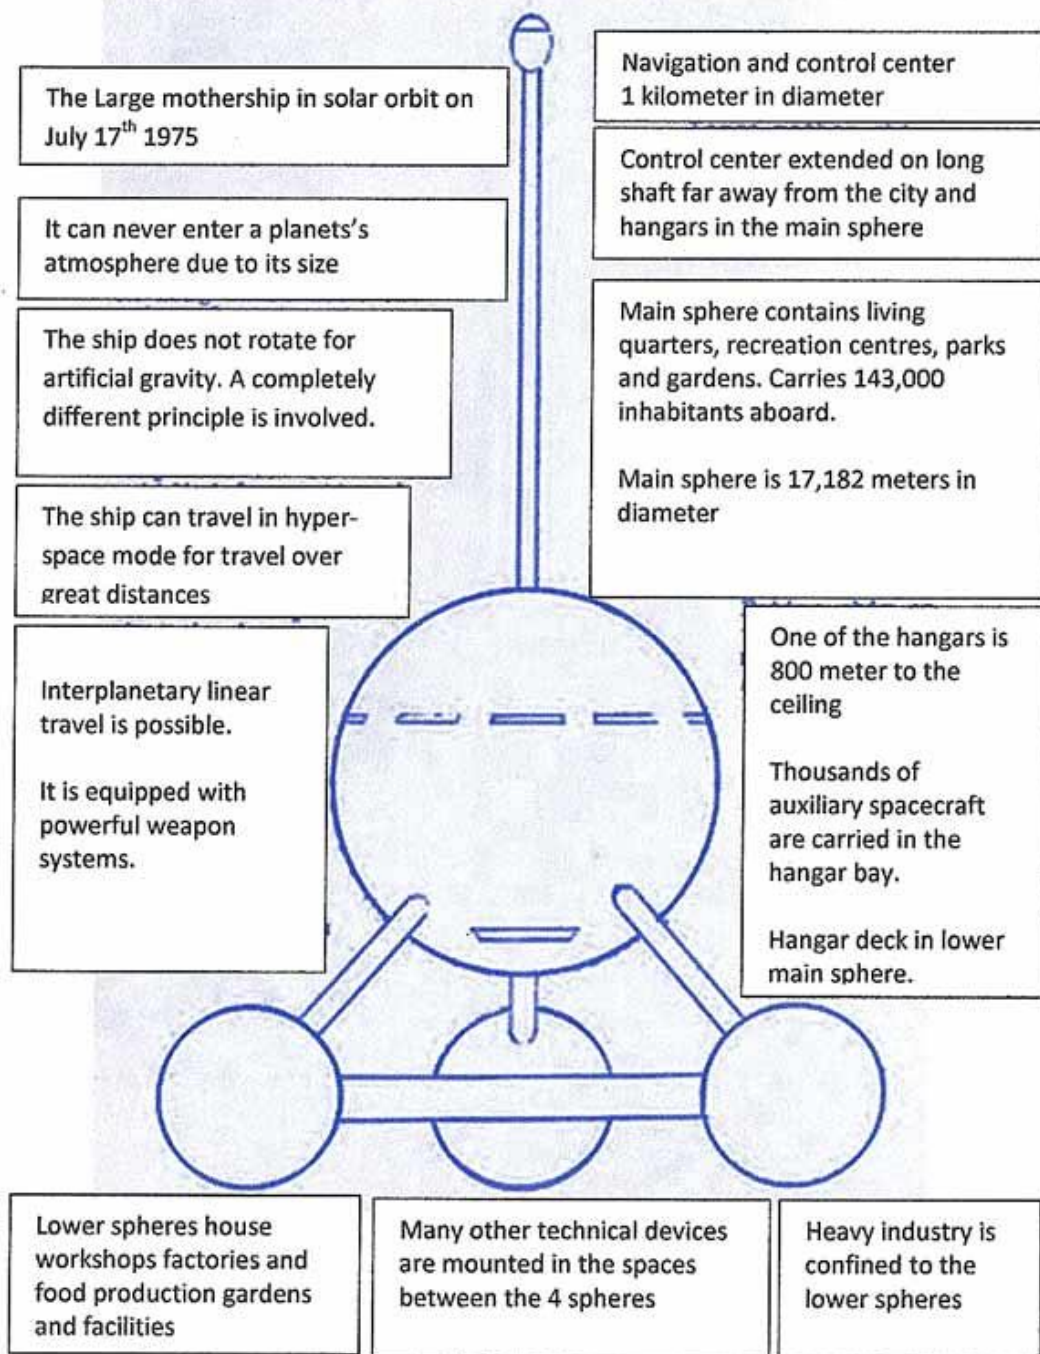 The Large mothership in solar orbit on
July 17th 1975
Navigation and control center
1 kilometer in diameter
Control center extended on long
shaft far away from the city and
hangars in the main sphere
It can never enter a planets's
atmosphere due to its size
The ship does not rotate for
artificial gravity. A completely
different principle is involved.
Main sphere contains living
quarters, recreation centres, parks
and gardens. Carries 143,000
inhabitants aboard.
Main sphere is 17,182 meters in
diameter
The ship can travel in hyper-
space mode for travel over
great distances
Interplanetary linear
travel is possible.
It is equipped with
powerful weapon
systems.
One of the hangars is
800 meter to the
ceiling
Thousands of
auxiliary spacecraft
are carried in the
hangar bay.
Hangar deck in lower
main sphere.
Lower spheres house
workshops factories and
food production gardens
and facilities
Many other technical devices
are mounted in the spaces
between the 4 spheres
Heavy industry is
confined to the
lower spheres